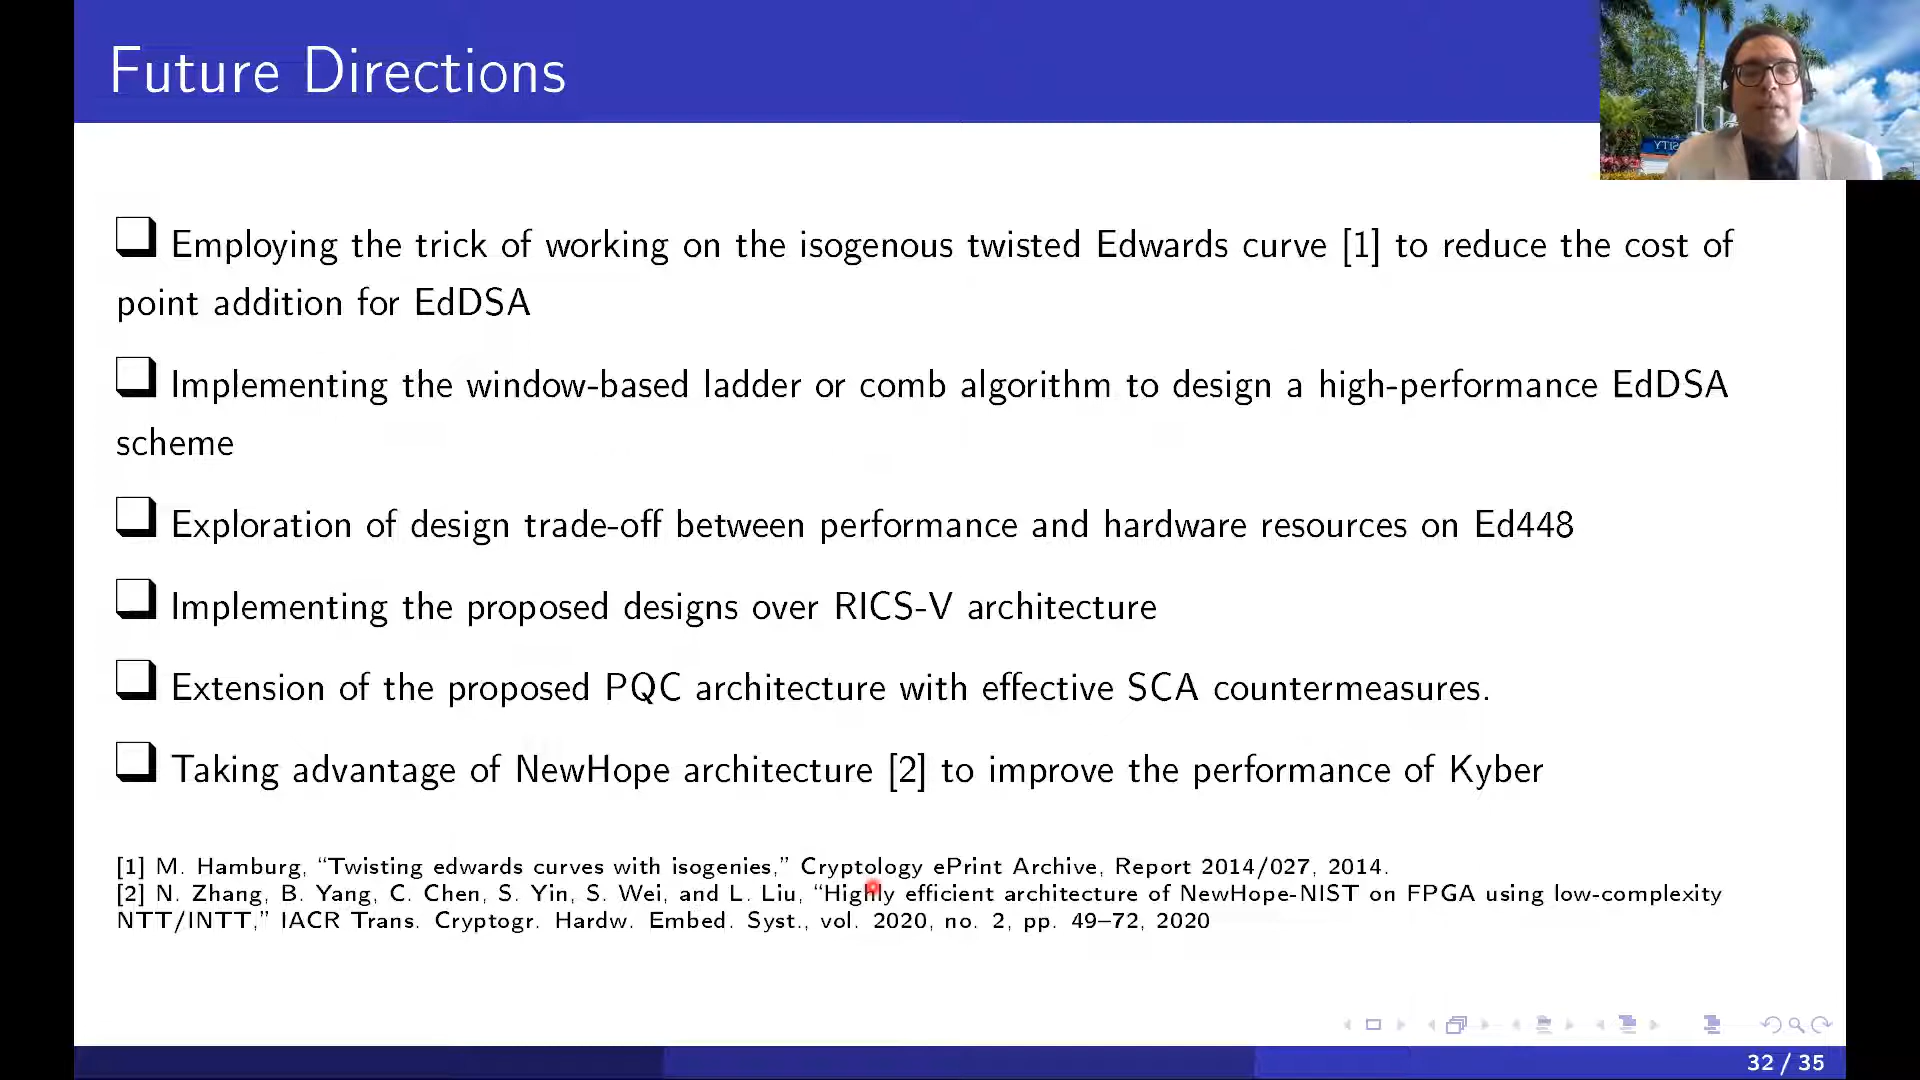 Future Directions
Employing the trick of working on the isogenous twisted Edwards curve [1] to reduce the cost of
point addition for EdDSA
Implementing the window-based ladder or comb algorithm to design a high-performance EdDSA
scheme
Exploration of design trade-off between performance and hardware resources on Ed448
Implementing the proposed designs over RICS-V architecture
Extension of the proposed PQC architecture with effective SCA countermeasures.
Taking advantage of NewHope architecture [2] to improve the performance of Kyber
[1] M. Hamburg, “Twisting edwards curves with isogenies,” Cryptology ePrint Archive, Report 2014/027, 2014.
[2] N. Zhang, B. Yang, C. Chen, S. Yin, S. Wei, and L. Liu, “Highly efficient architecture of NewHope-NIST on FPGA using low-complexity
NTT/INTT,” IACR Trans. Cryptogr. Hardw. Embed. Syst., vol. 2020, no. 2, pp. 49–72, 2020
32 / 35